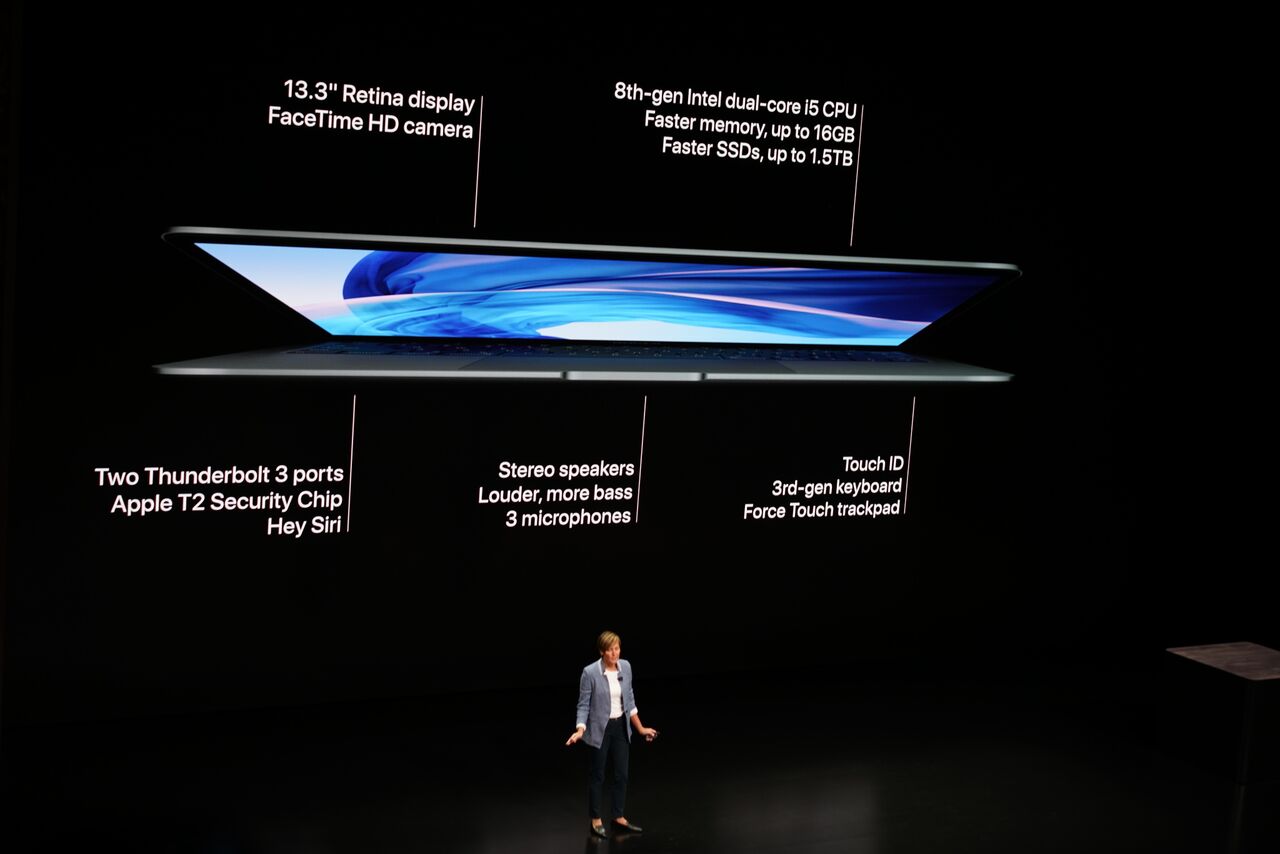 13.3" Retina display
FaceTime HD camera
8th-gen Intel dual-core i5 CPU
Faster memory, up to 16GB
Faster SSDs, up to 1.5TB
Two Thunderbolt 3 ports
Apple T2 Security Chip
Hey Siri
Stereo speakers
Louder, more bass
3 microphones
Touch ID
3rd-gen keyboard
Force Touch trackpad